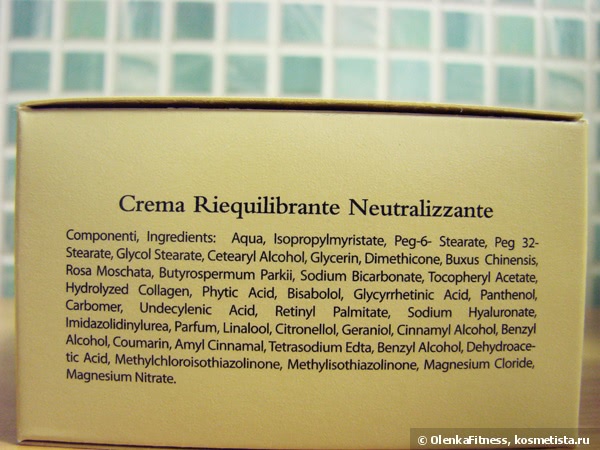 Crema Riequilibrante Neutralizzante
Componenti, Ingredients: Aqua, Isopropylmyristate, Peg-6- Stearate, Peg 32-
Stearate, Glycol Stearate, Cetearyl Alcohol, Glycerin, Dimethicone, Buxus Chinensis,
Rosa Moschata, Butyrospermum Parkii, Sodium Bicarbonate, Tocopheryl Acetate,
Hydrolyzed Collagen, Phytic Acid, Bisabolol, Glycyrrhetinic Acid, Panthenol,
Carbomer, Undecylenic Acid, Retinyl Palmitate, Sodium Hyaluronate,
Imidazolidinylurea, Parfum, Linalool, Citronellol, Geraniol, Cinnamyl Alcohol, Benzyl
Alcohol, Coumarin, Amyl Cinnamal, Tetrasodium Edta, Benzyl Alcohol, Dehydroace-
tic Acid, Methylchloroisothiazolinone, Methylisothiazolinone, Magnesium Cloride,
Magnesium Nitrate.
© OlenkaFitness, kosmetista.ru